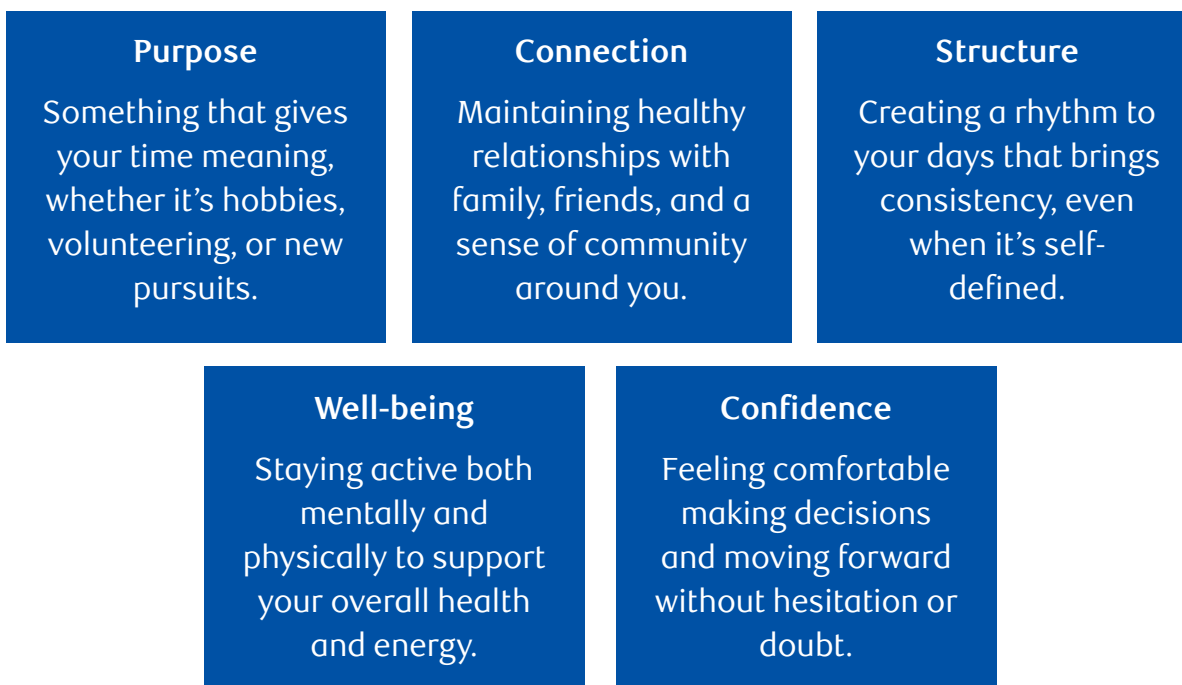 Purpose
Something that gives
your time meaning,
whether it’s hobbies,
volunteering, or new
pursuits.
Connection
Maintaining healthy
relationships with
family, friends, and a
sense of community
around you.
Structure
Creating a rhythm to
your days that brings
consistency, even
when it’s self-
defined.
Well-being
Staying active both
mentally and
physically to support
your overall health
and energy.
Confidence
Feeling comfortable
making decisions
and moving forward
without hesitation or
doubt.